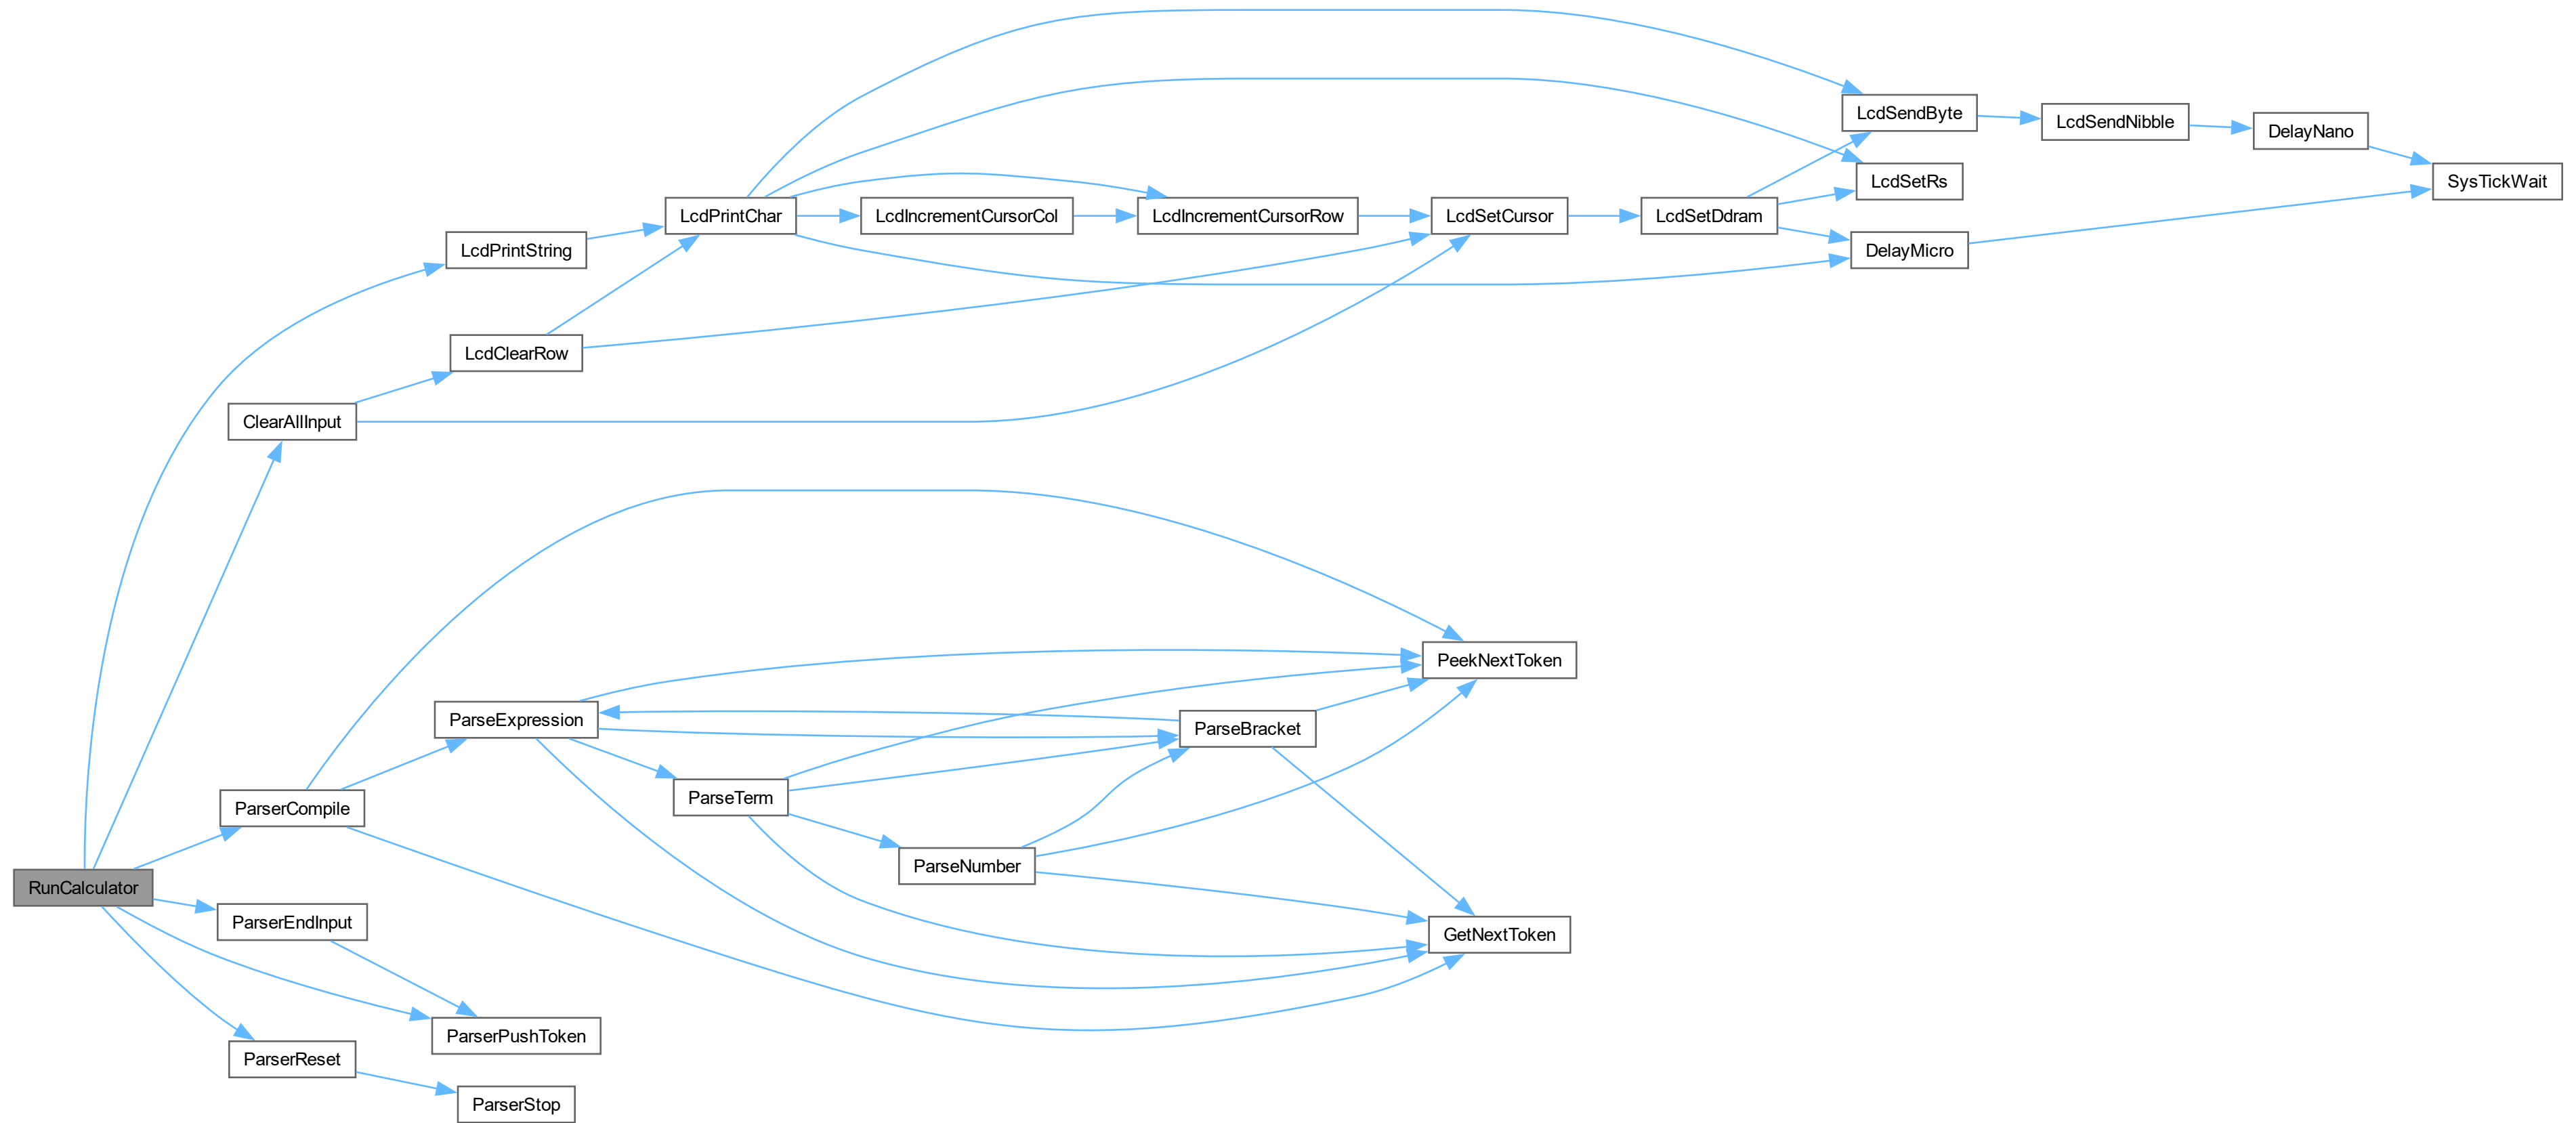 LcdSendByte
LcdSendNibble
DelayNano
SysTickWait
LcdSetRs
LcdPrintChar
LcdIncrementCursorCol
LcdIncrementCursorRow
LcdSetCursor
LcdSetDdram
LcdPrintString
DelayMicro
LcdClearRow
ClearAllInput
PeekNextToken
ParseExpression
ParseBracket
ParseTerm
ParserCompile
ParseNumber
RunCalculator
ParserEndInput
GetNextToken
ParserPushToken
ParserReset
ParserStop